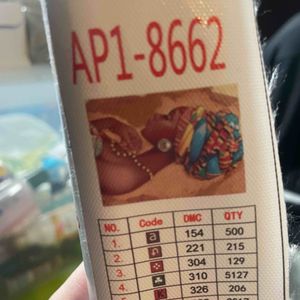 AP1-8662
NO. Code DMC QTY
1. a 154 500
2. 221 215
3. 304 129
4. 310 5127
K 326 206